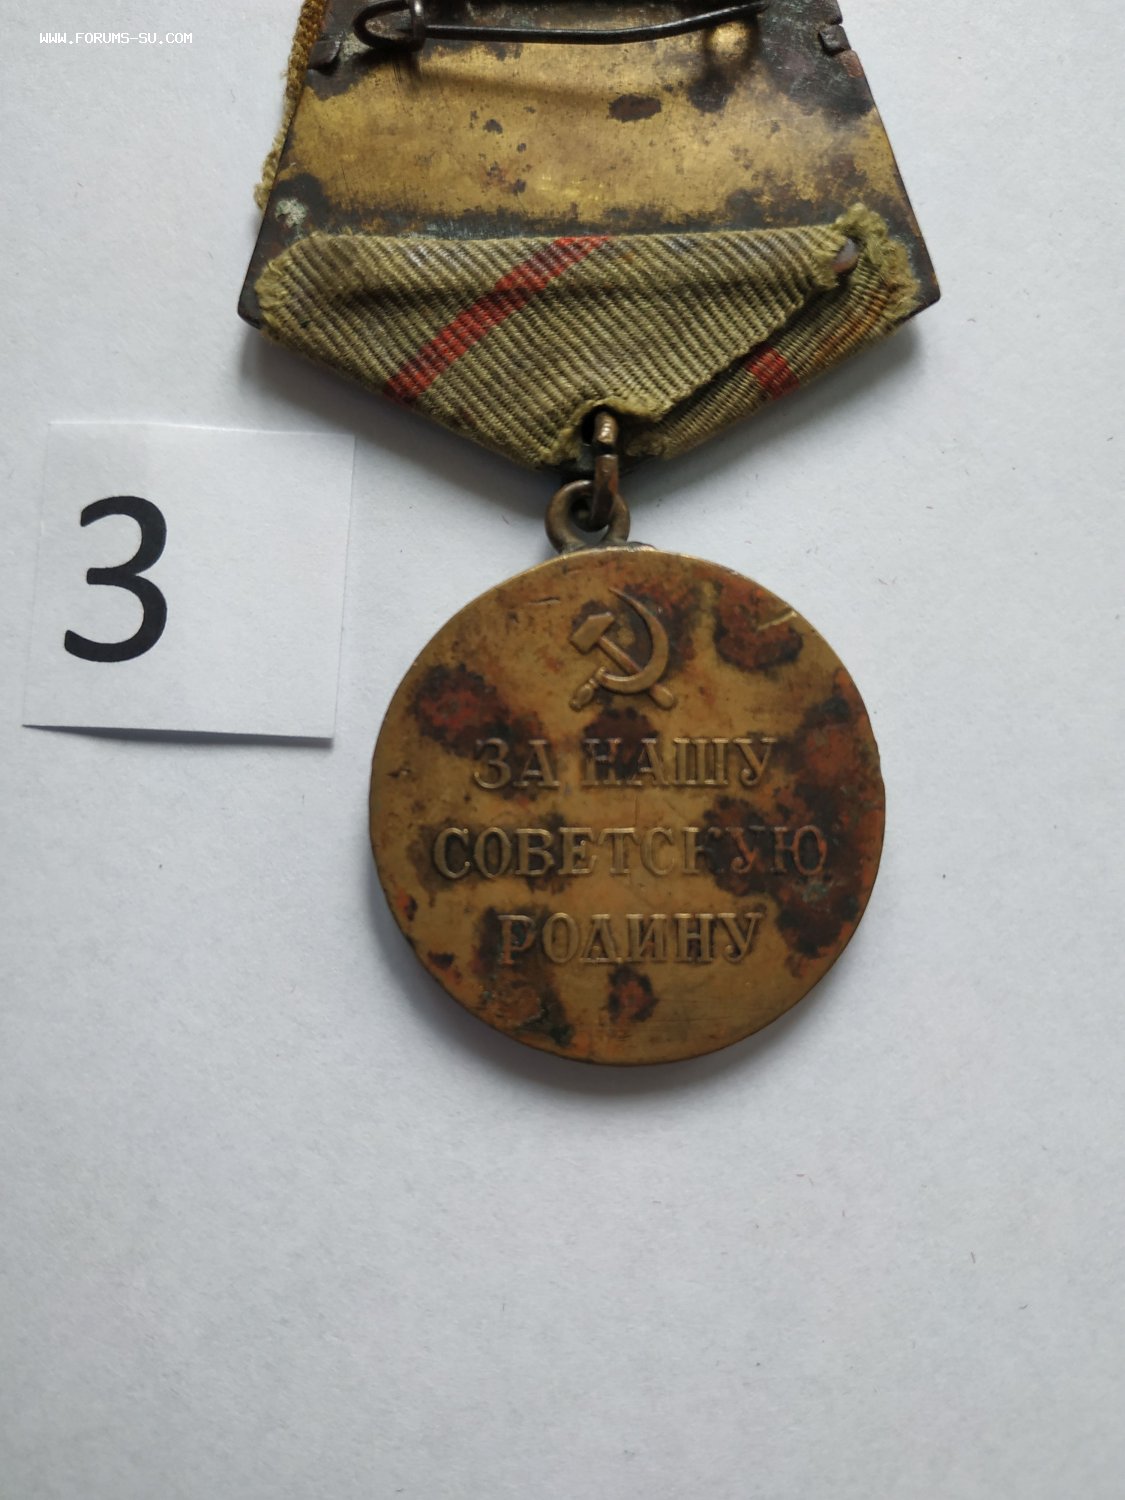 WWW.FORUMS-SU.COM
3
ЗА НАШУ
СОВЕТСКУЮ
РОДИНУ